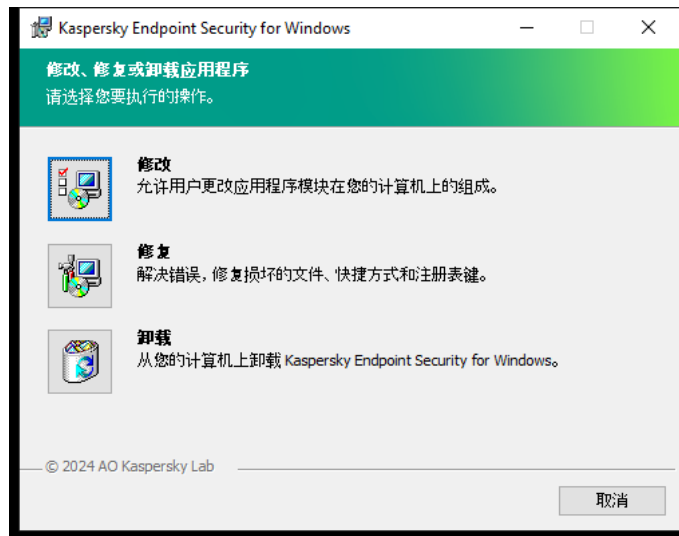 Kaspersky Endpoint Security for Windows
修改、修复或卸载应用程序
请选择您要执行的操作。
修改
允许用户更改应用程序模块在您的计算机上的组成。
修复
解决错误，修复损坏的文件、快捷方式和注册表键。
卸载
从您的计算机上卸载 Kaspersky Endpoint Security for Windows。
© 2024 AO Kaspersky Lab
取消